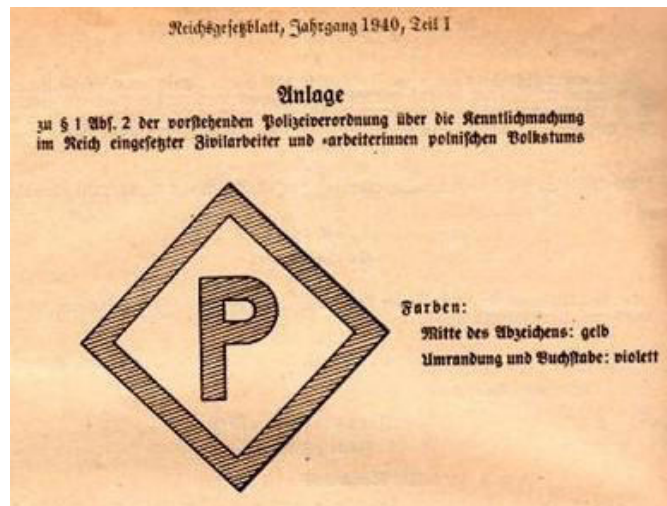 Reichsgesetzblatt, Jahrgang 1940, Teil I
Anlage
zu § 1 Abs. 2 der vorstehenden Polizeiverordnung über die Kenntlichmachung
im Reich eingesetzter Zivilarbeiter und -arbeiterinnen polnischen Volkstums
P
Farben:
Mitte des Abzeichens: gelb
Umrandung und Buchstabe: violett